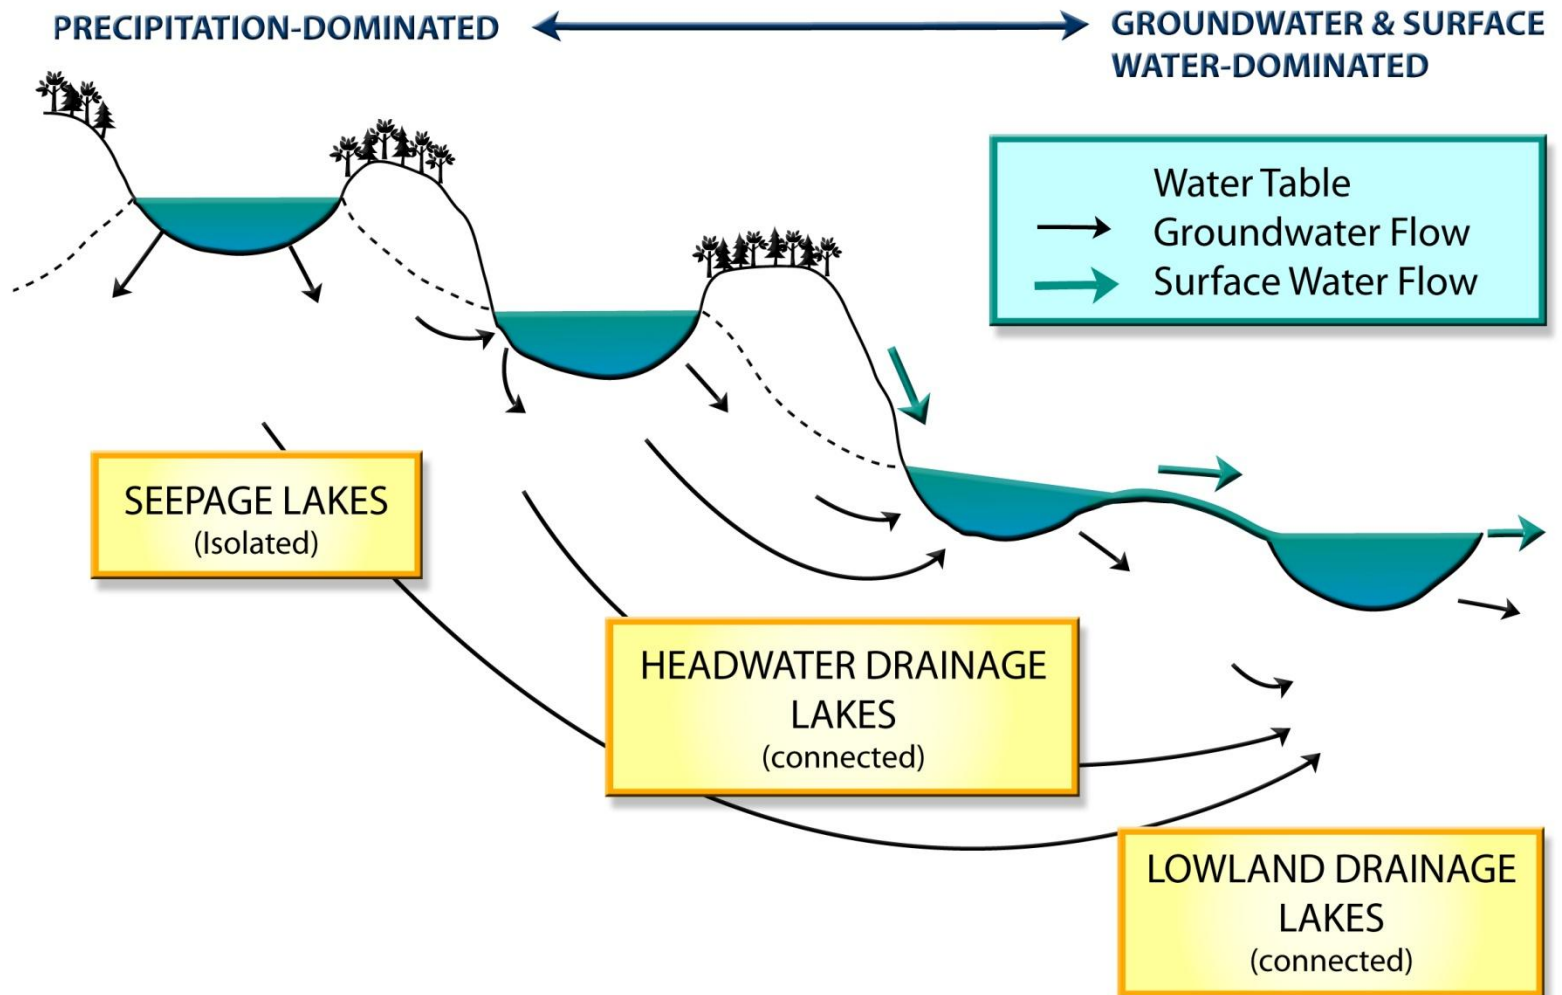 PRECIPITATION-DOMINATED
GROUNDWATER & SURFACE
WATER-DOMINATED
Water Table
Groundwater Flow
Surface Water Flow
SEEPAGE LAKES
(Isolated)
HEADWATER DRAINAGE
LAKES
(connected)
LOWLAND DRAINAGE
LAKES
(connected)